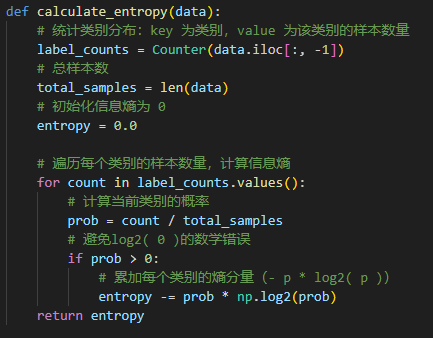 def calculate_entropy(data):
    # 统计类别分布：key 为类别，value 为该类别的样本数量
    label_counts = Counter(data.iloc[:, -1])
    # 总样本数
    total_samples = len(data)
    # 初始化信息熵为 0
    entropy = 0.0

    # 遍历每个类别的样本数量，计算信息熵
    for count in label_counts.values():
        # 计算当前类别的概率
        prob = count / total_samples
        # 避免log2( 0 )的数学错误
        if prob > 0:
            # 累加每个类别的熵分量（- p * log2( p )）
            entropy -= prob * np.log2(prob)
    return entropy